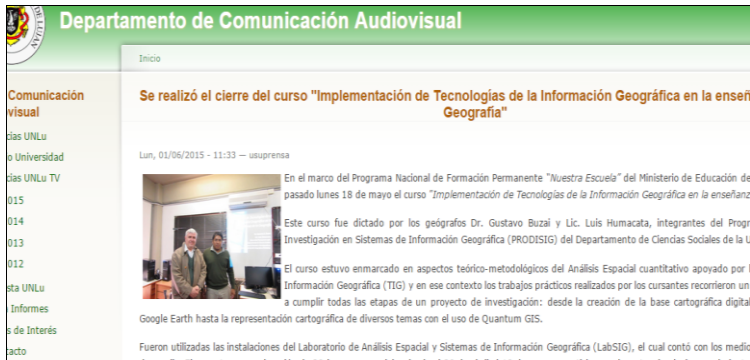 DE LUJAN
Departamento de Comunicación Audiovisual
Inicio
Comunicación
visual
UNLu
o Universidad
UNLu TV
015
014
013
012
sta UNLu
Informes
s de Interés
tacto
Se realizó el cierre del curso "Implementación de Tecnologías de la Información Geográfica en la
Geografía"
Lun, 01/06/2015 - 11:33 — usuprensa
En el marco del Programa Nacional de Formación Permanente "Nuestra Escuela" del Ministerio de Educación de
pasado lunes 18 de mayo el curso "Implementación de Tecnologías de la Información Geográfica en la enseñanza
Este curso fue dictado por los geógrafos Dr. Gustavo Buzai y Lic. Luis Humacata, integrantes del
Investigación en Sistemas de Información Geográfica (PRODISIG) del Departamento de Ciencias Sociales de la
El curso estuvo enmarcado en aspectos teórico-metodológicos del Análisis Espacial cuantitativo apoyado por
Información Geográfica (TIG) y en ese contexto los trabajos prácticos realizados por los cursantes recorrieron un
a cumplir todas las etapas de un proyecto de investigación: desde la creación de la base cartográfica digital
Google Earth hasta la representación cartográfica de diversos temas con el uso de Quantum GIS.
Fueron utilizadas las instalaciones del Laboratorio de Análisis Espacial y Sistemas de Información Geográfica (LabSIG), el cual contó con los